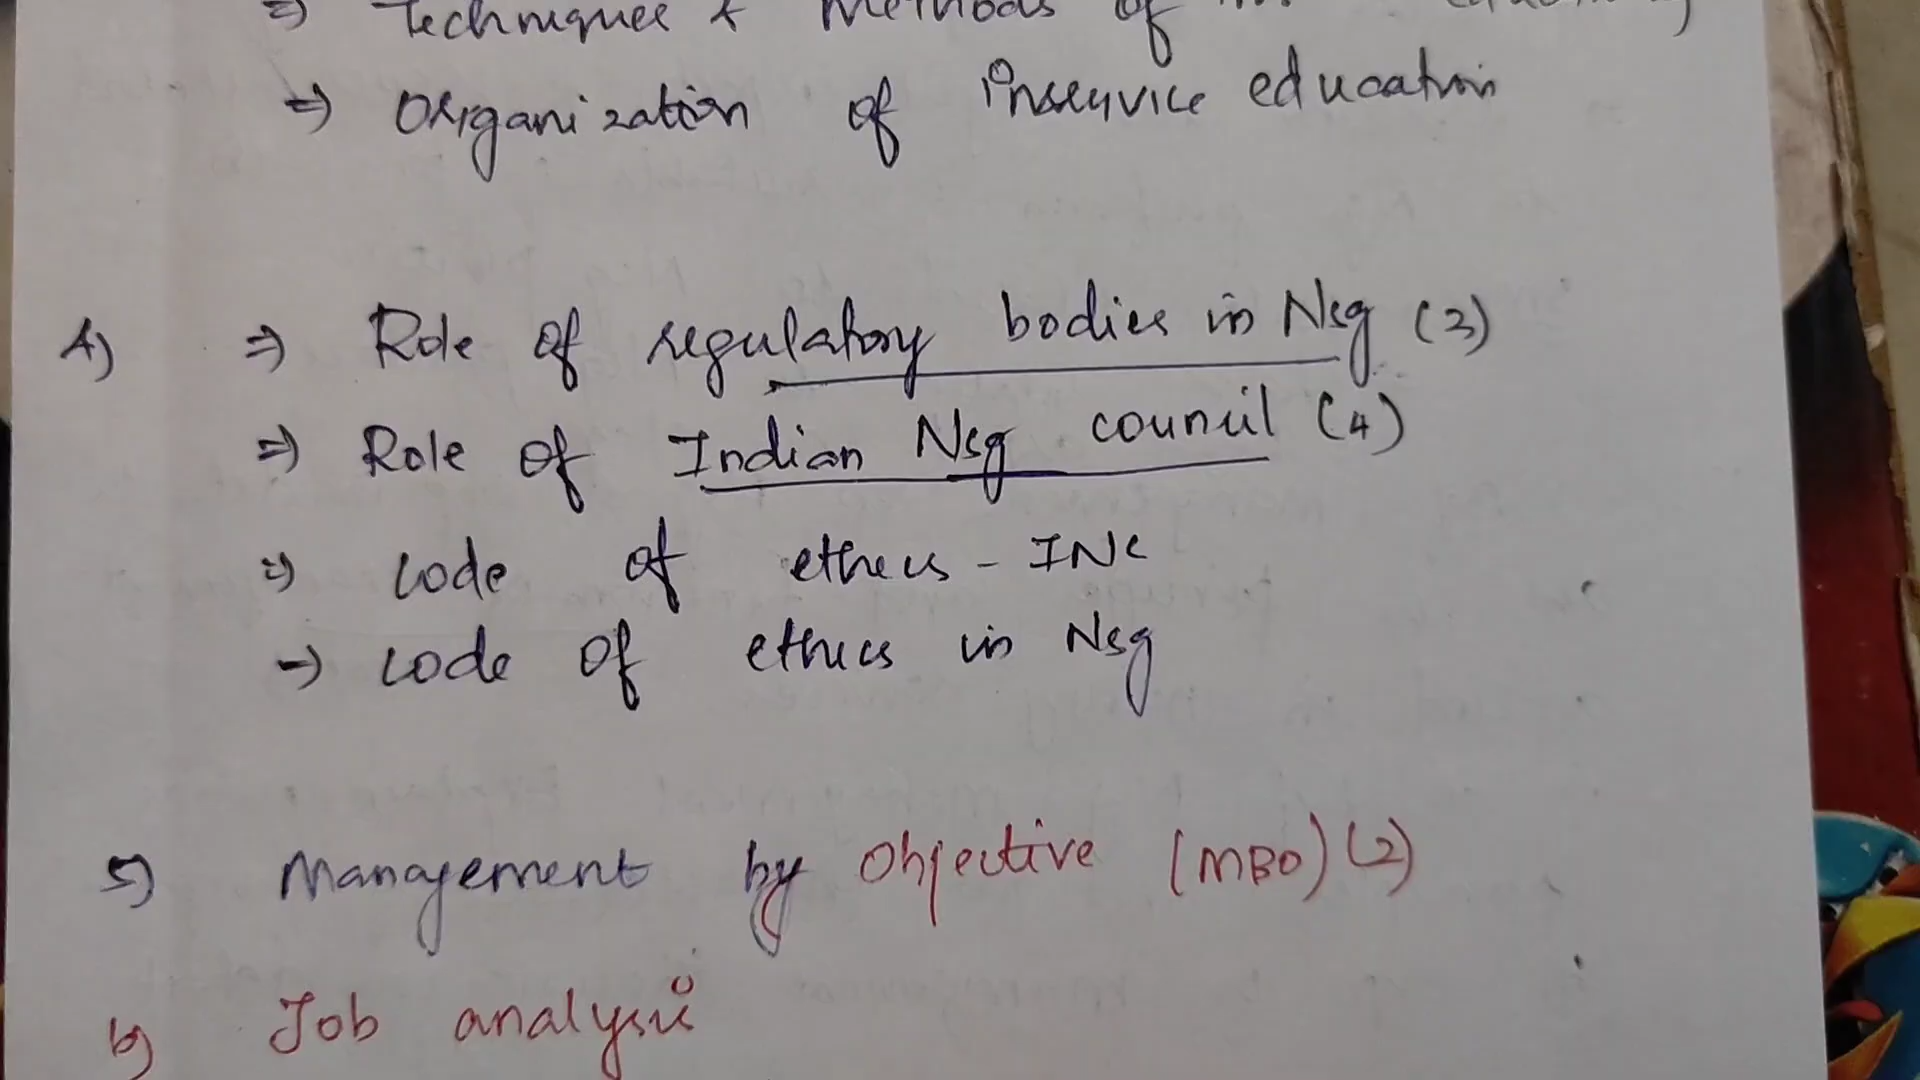 => Techniques & Methods of
=> Organization of inservice education
4) => Role of regulatory bodies in Nsg (3)
=> Role of Indian Nsg council (4)
=> code of ethics - INC
-> code of ethics in Nsg
5) Management by Objective (MBO) (2)
6) Job analysis